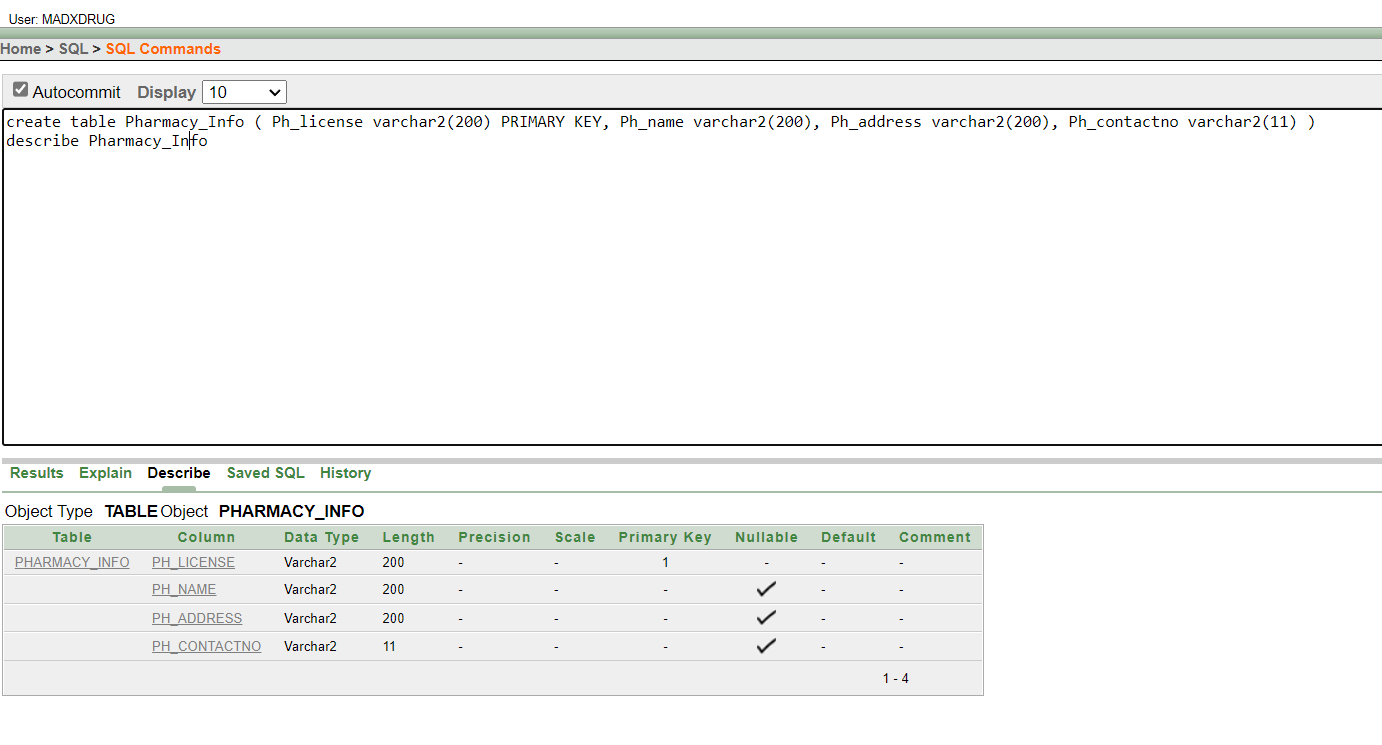 User: MADXDRUG
Home > SQL > SQL Commands
Autocommit Display 10
create table Pharmacy_Info ( Ph_license varchar2(200) PRIMARY KEY, Ph_name varchar2(200), Ph_address varchar2(200), Ph_contactno varchar2(11) )
describe Pharmacy_Info
Results Explain Describe Saved SQL History
Object Type TABLE Object PHARMACY_INFO
Table Column Data Type Length Precision Scale Primary Key Nullable Default Comment
PHARMACY_INFO PH_LICENSE Varchar2 200 - - 1 - - -
PH_NAME Varchar2 200 - - - ✓ - -
PH_ADDRESS Varchar2 200 - - - ✓ - -
PH_CONTACTNO Varchar2 11 - - - ✓ - -
1 - 4